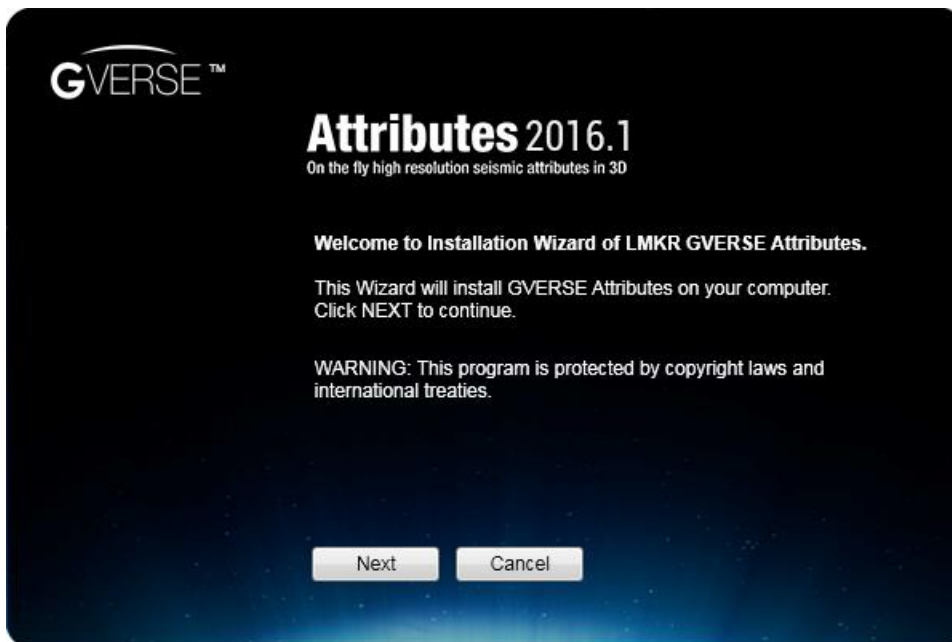 GVERSE™
Attributes 2016.1
On the fly high resolution seismic attributes in 3D
Welcome to Installation Wizard of LMKR GVERSE Attributes.
This Wizard will install GVERSE Attributes on your computer.
Click NEXT to continue.
WARNING: This program is protected by copyright laws and
international treaties.
Next
Cancel